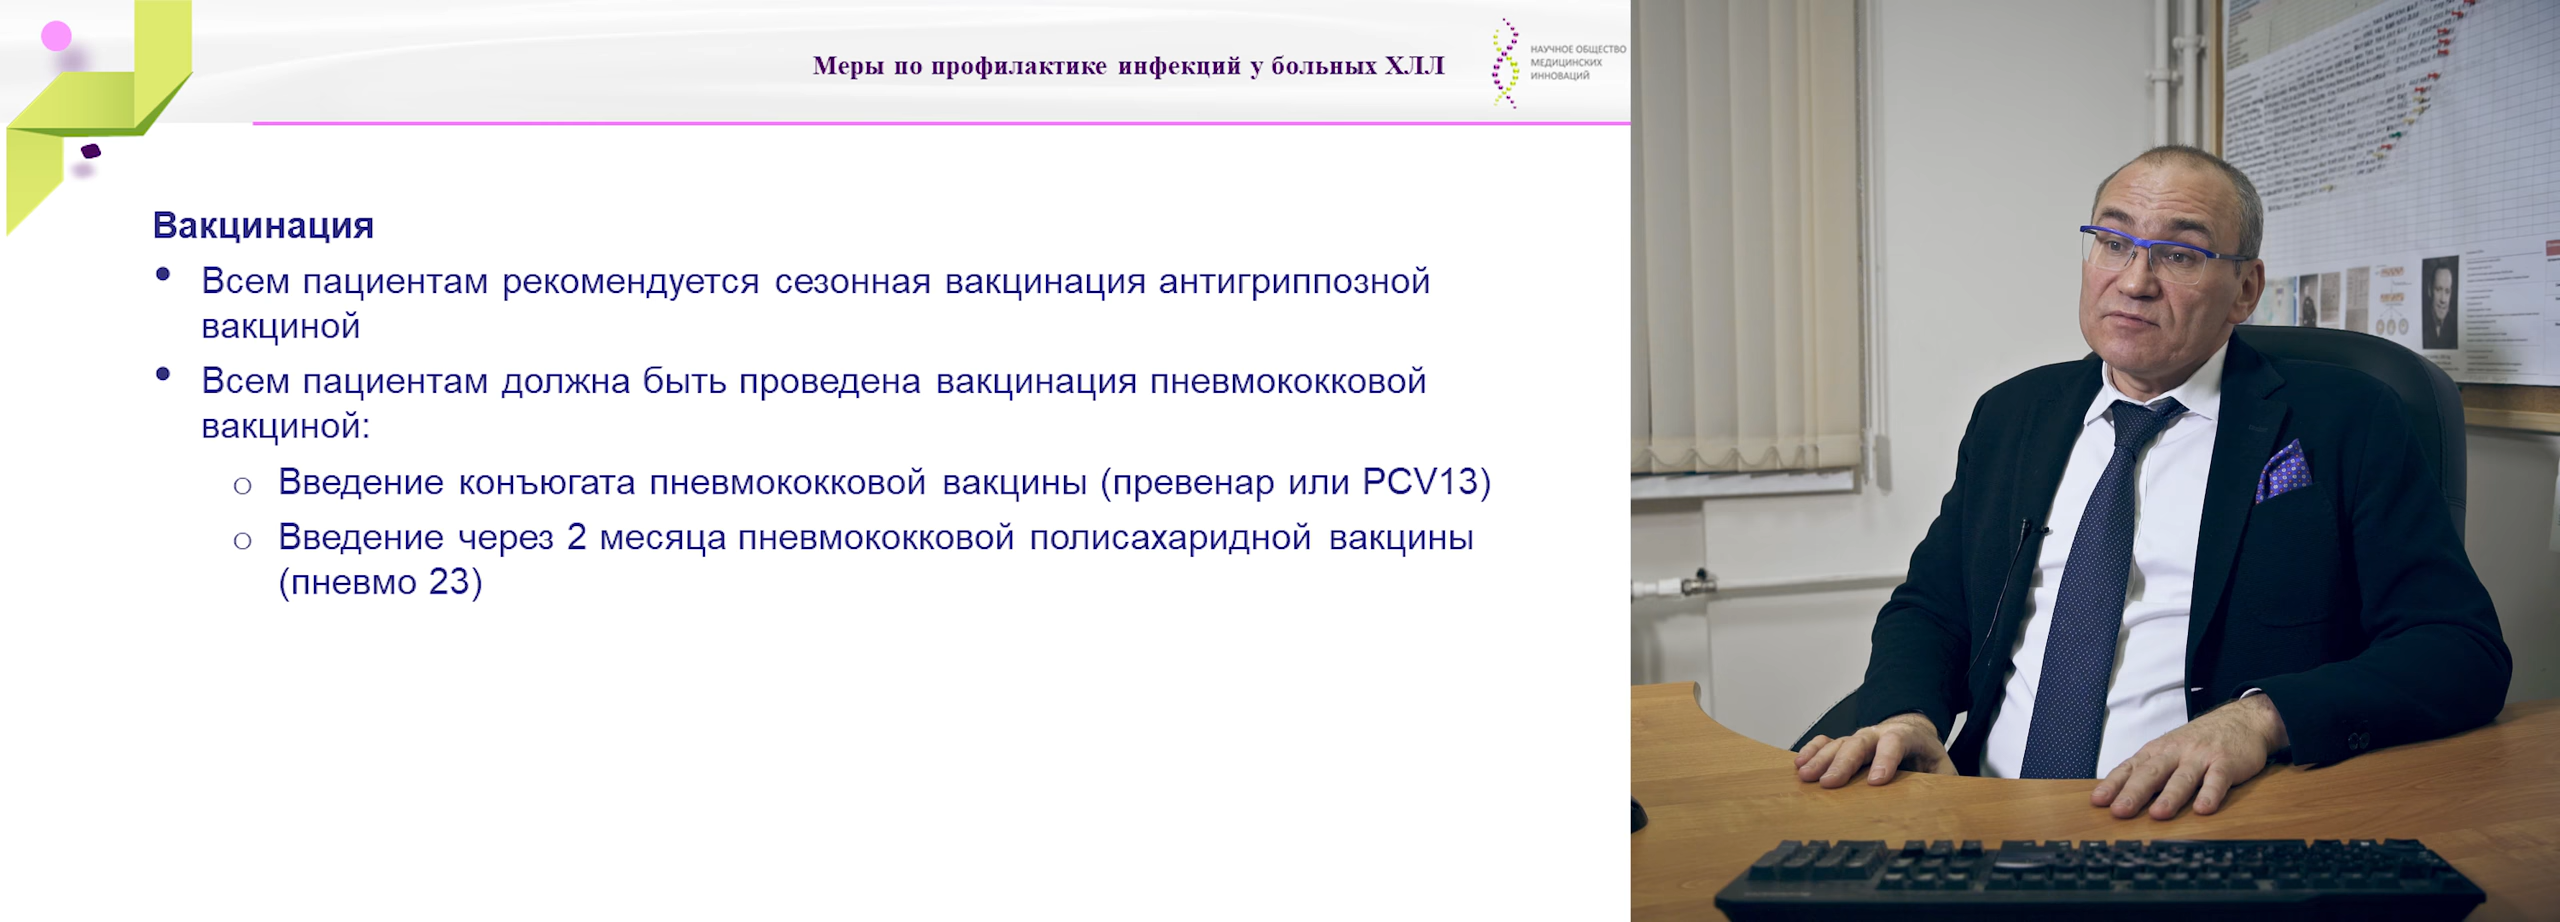 Меры по профилактике инфекций у больных ХЛЛ
НАУЧНОЕ ОБЩЕСТВО
МЕДИЦИНСКИХ
ИННОВАЦИЙ
Вакцинация
• Всем пациентам рекомендуется сезонная вакцинация антигриппозной
вакциной
• Всем пациентам должна быть проведена вакцинация пневмококковой
вакциной:
o Введение конъюгата пневмококковой вакцины (превенар или PCV13)
o Введение через 2 месяца пневмококковой полисахаридной вакцины
(пневмо 23)